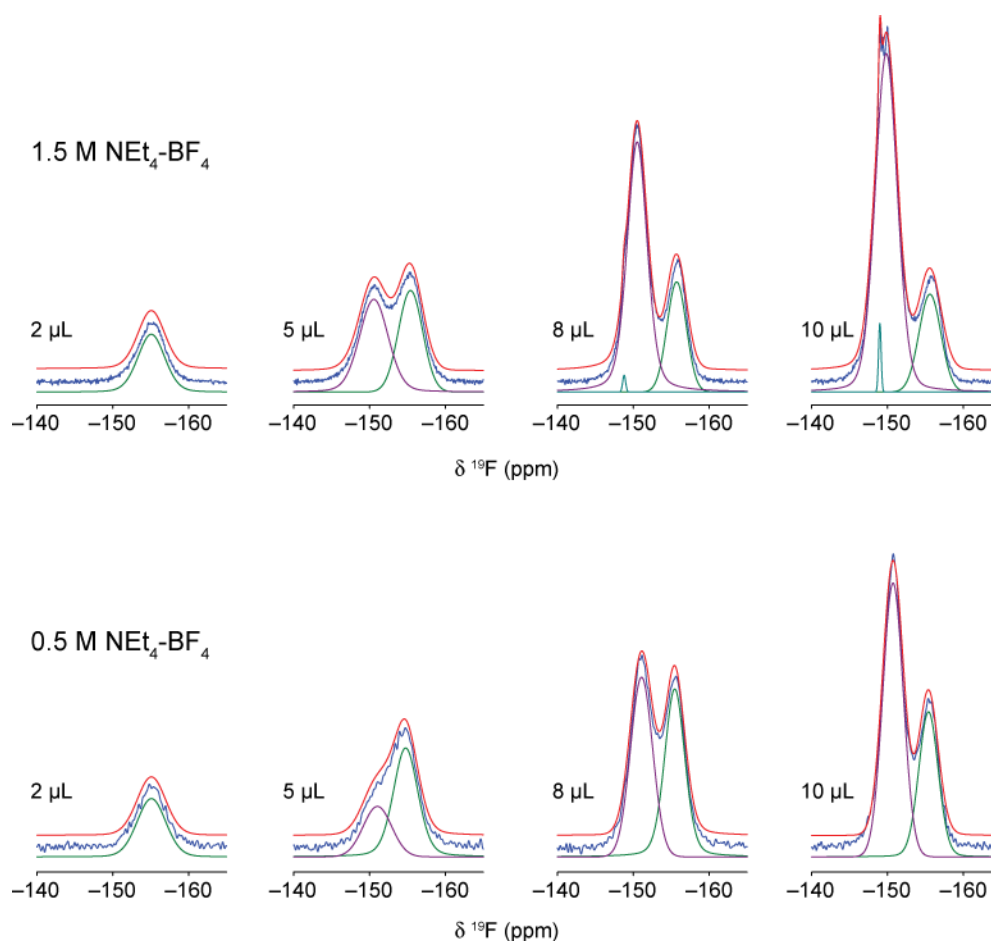 1.5 M NEt₄-BF₄
2 µL 5 µL 8 µL 10 µL
–140 –150 –160 –140 –150 –160 –140 –150 –160 –140 –150 –160
δ ¹⁹F (ppm)
0.5 M NEt₄-BF₄
2 µL 5 µL 8 µL 10 µL
–140 –150 –160 –140 –150 –160 –140 –150 –160 –140 –150 –160
δ ¹⁹F (ppm)